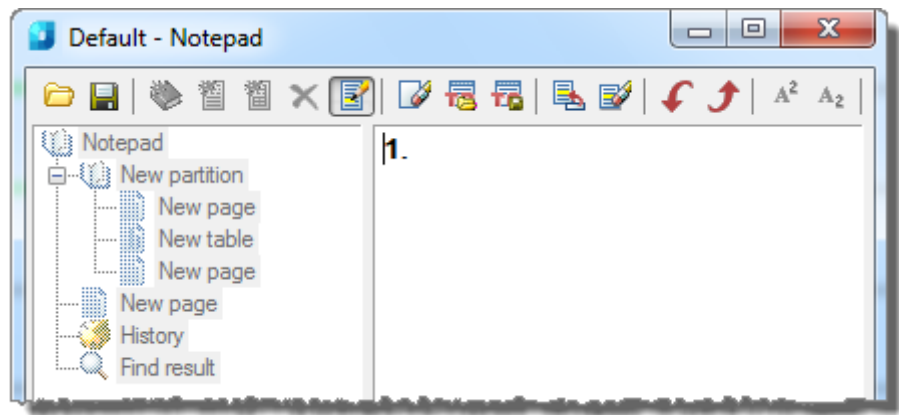 Default - Notepad
A² A₂
Notepad
New partition
New page
New table
New page
New page
History
Find result
1.